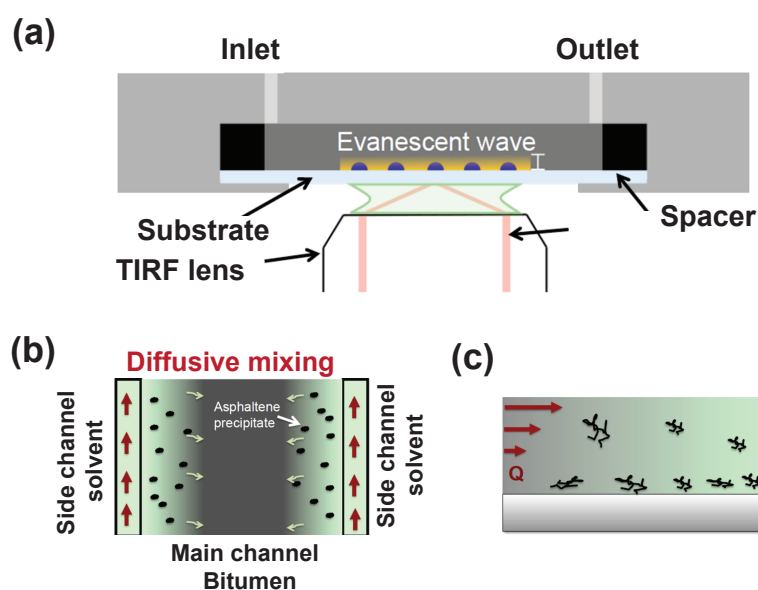 (a)
Inlet
Outlet
Evanescent wave
Substrate
Spacer
TIRF lens
(b)
Diffusive mixing
Side channel
solvent
Asphaltene
precipitate
Side channel
solvent
Main channel
Bitumen
(c)
Q